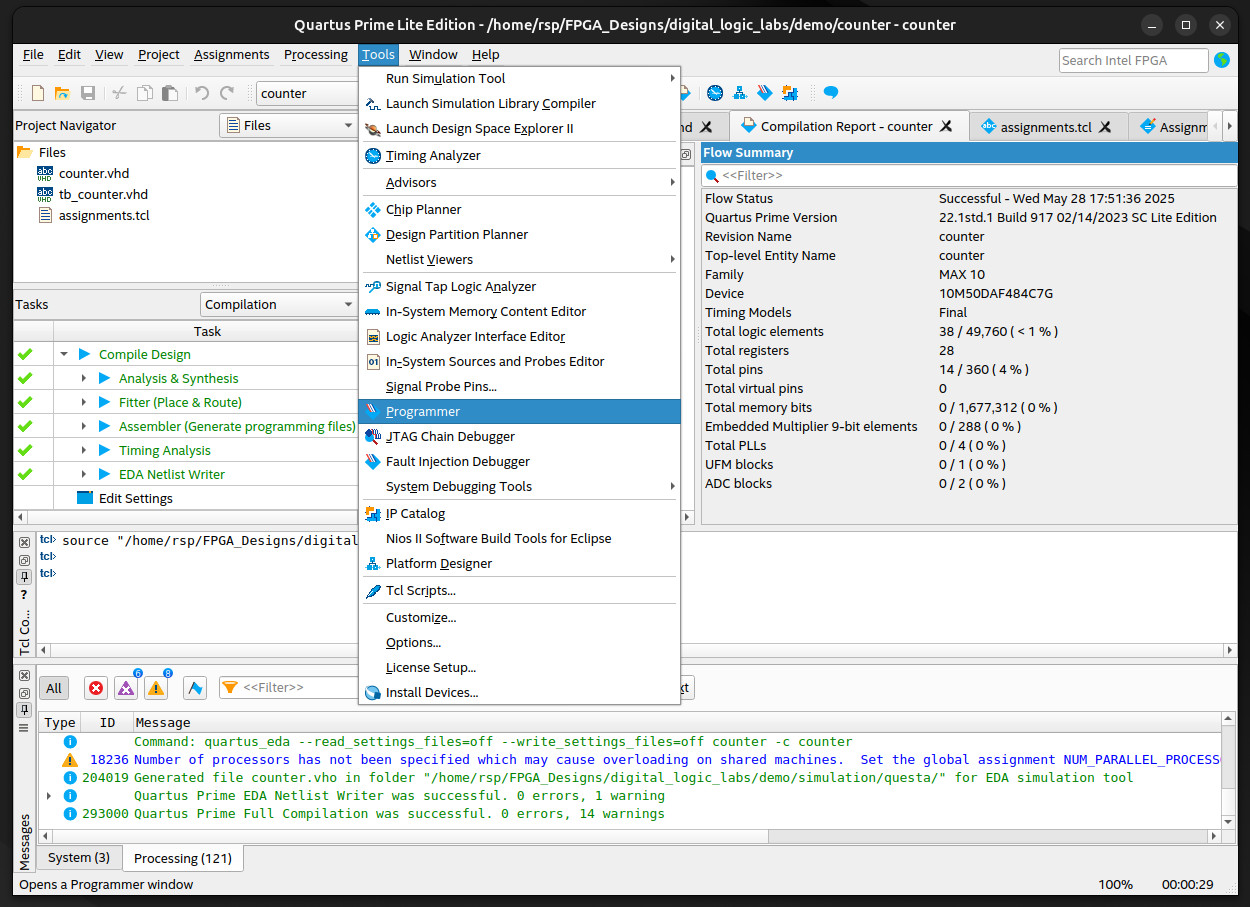 Quartus Prime Lite Edition - /home/rsp/FPGA_Designs/digital_logic_labs/demo/counter - counter
File Edit View Project Assignments Processing Tools Window Help
Search Intel FPGA
counter
Project Navigator
Files
Files
counter.vhd
tb_counter.vhd
assignments.tcl
Tasks
Compilation
Task
Compile Design
Analysis & Synthesis
Fitter (Place & Route)
Assembler (Generate programming files)
Timing Analysis
EDA Netlist Writer
Edit Settings
Run Simulation Tool
Launch Simulation Library Compiler
Launch Design Space Explorer II
Timing Analyzer
Advisors
Chip Planner
Design Partition Planner
Netlist Viewers
Signal Tap Logic Analyzer
In-System Memory Content Editor
Logic Analyzer Interface Editor
In-System Sources and Probes Editor
Signal Probe Pins...
Programmer
JTAG Chain Debugger
Fault Injection Debugger
System Debugging Tools
IP Catalog
Nios II Software Build Tools for Eclipse
Platform Designer
Tcl Scripts...
Customize...
Options...
License Setup...
Install Devices...
Compilation Report - counter
assignments.tcl
Assignm
Flow Summary
<<Filter>>
Flow Status Successful - Wed May 28 17:51:36 2025
Quartus Prime Version 22.1std.1 Build 917 02/14/2023 SC Lite Edition
Revision Name counter
Top-level Entity Name counter
Family MAX 10
Device 10M50DAF484C7G
Timing Models Final
Total logic elements 38 / 49,760 ( < 1 % )
Total registers 28
Total pins 14 / 360 ( 4 % )
Total virtual pins 0
Total memory bits 0 / 1,677,312 ( 0 % )
Embedded Multiplier 9-bit elements 0 / 288 ( 0 % )
Total PLLs 0 / 4 ( 0 % )
UFM blocks 0 / 1 ( 0 % )
ADC blocks 0 / 2 ( 0 % )
tcl> source "/home/rsp/FPGA_Designs/digital
tcl>
tcl>
Tcl Co...
All
6
8
<<Filter>>
Type ID Message
Command: quartus_eda --read_settings_files=off --write_settings_files=off counter -c counter
18236 Number of processors has not been specified which may cause overloading on shared machines.  Set the global assignment NUM_PARALLEL_PROCESSO
204019 Generated file counter.vho in folder "/home/rsp/FPGA_Designs/digital_logic_labs/demo/simulation/questa/" for EDA simulation tool
Quartus Prime EDA Netlist Writer was successful. 0 errors, 1 warning
293000 Quartus Prime Full Compilation was successful. 0 errors, 14 warnings
Messages
System (3)
Processing (121)
Opens a Programmer window
100%
00:00:29